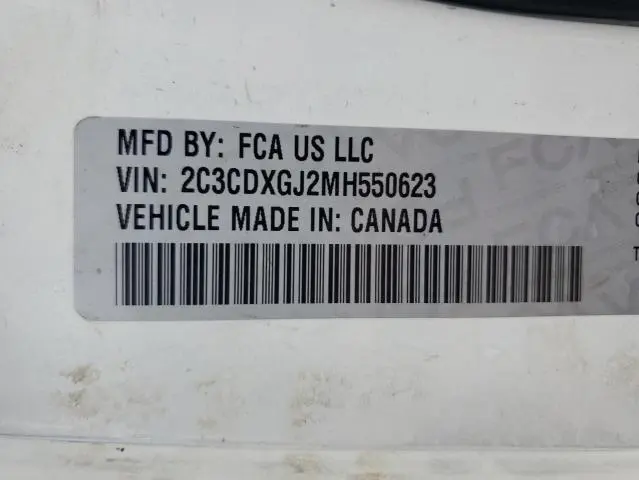 MFD BY: FCA US LLC
VIN: 2C3CDXGJ2MH550623
VEHICLE MADE IN: CANADA